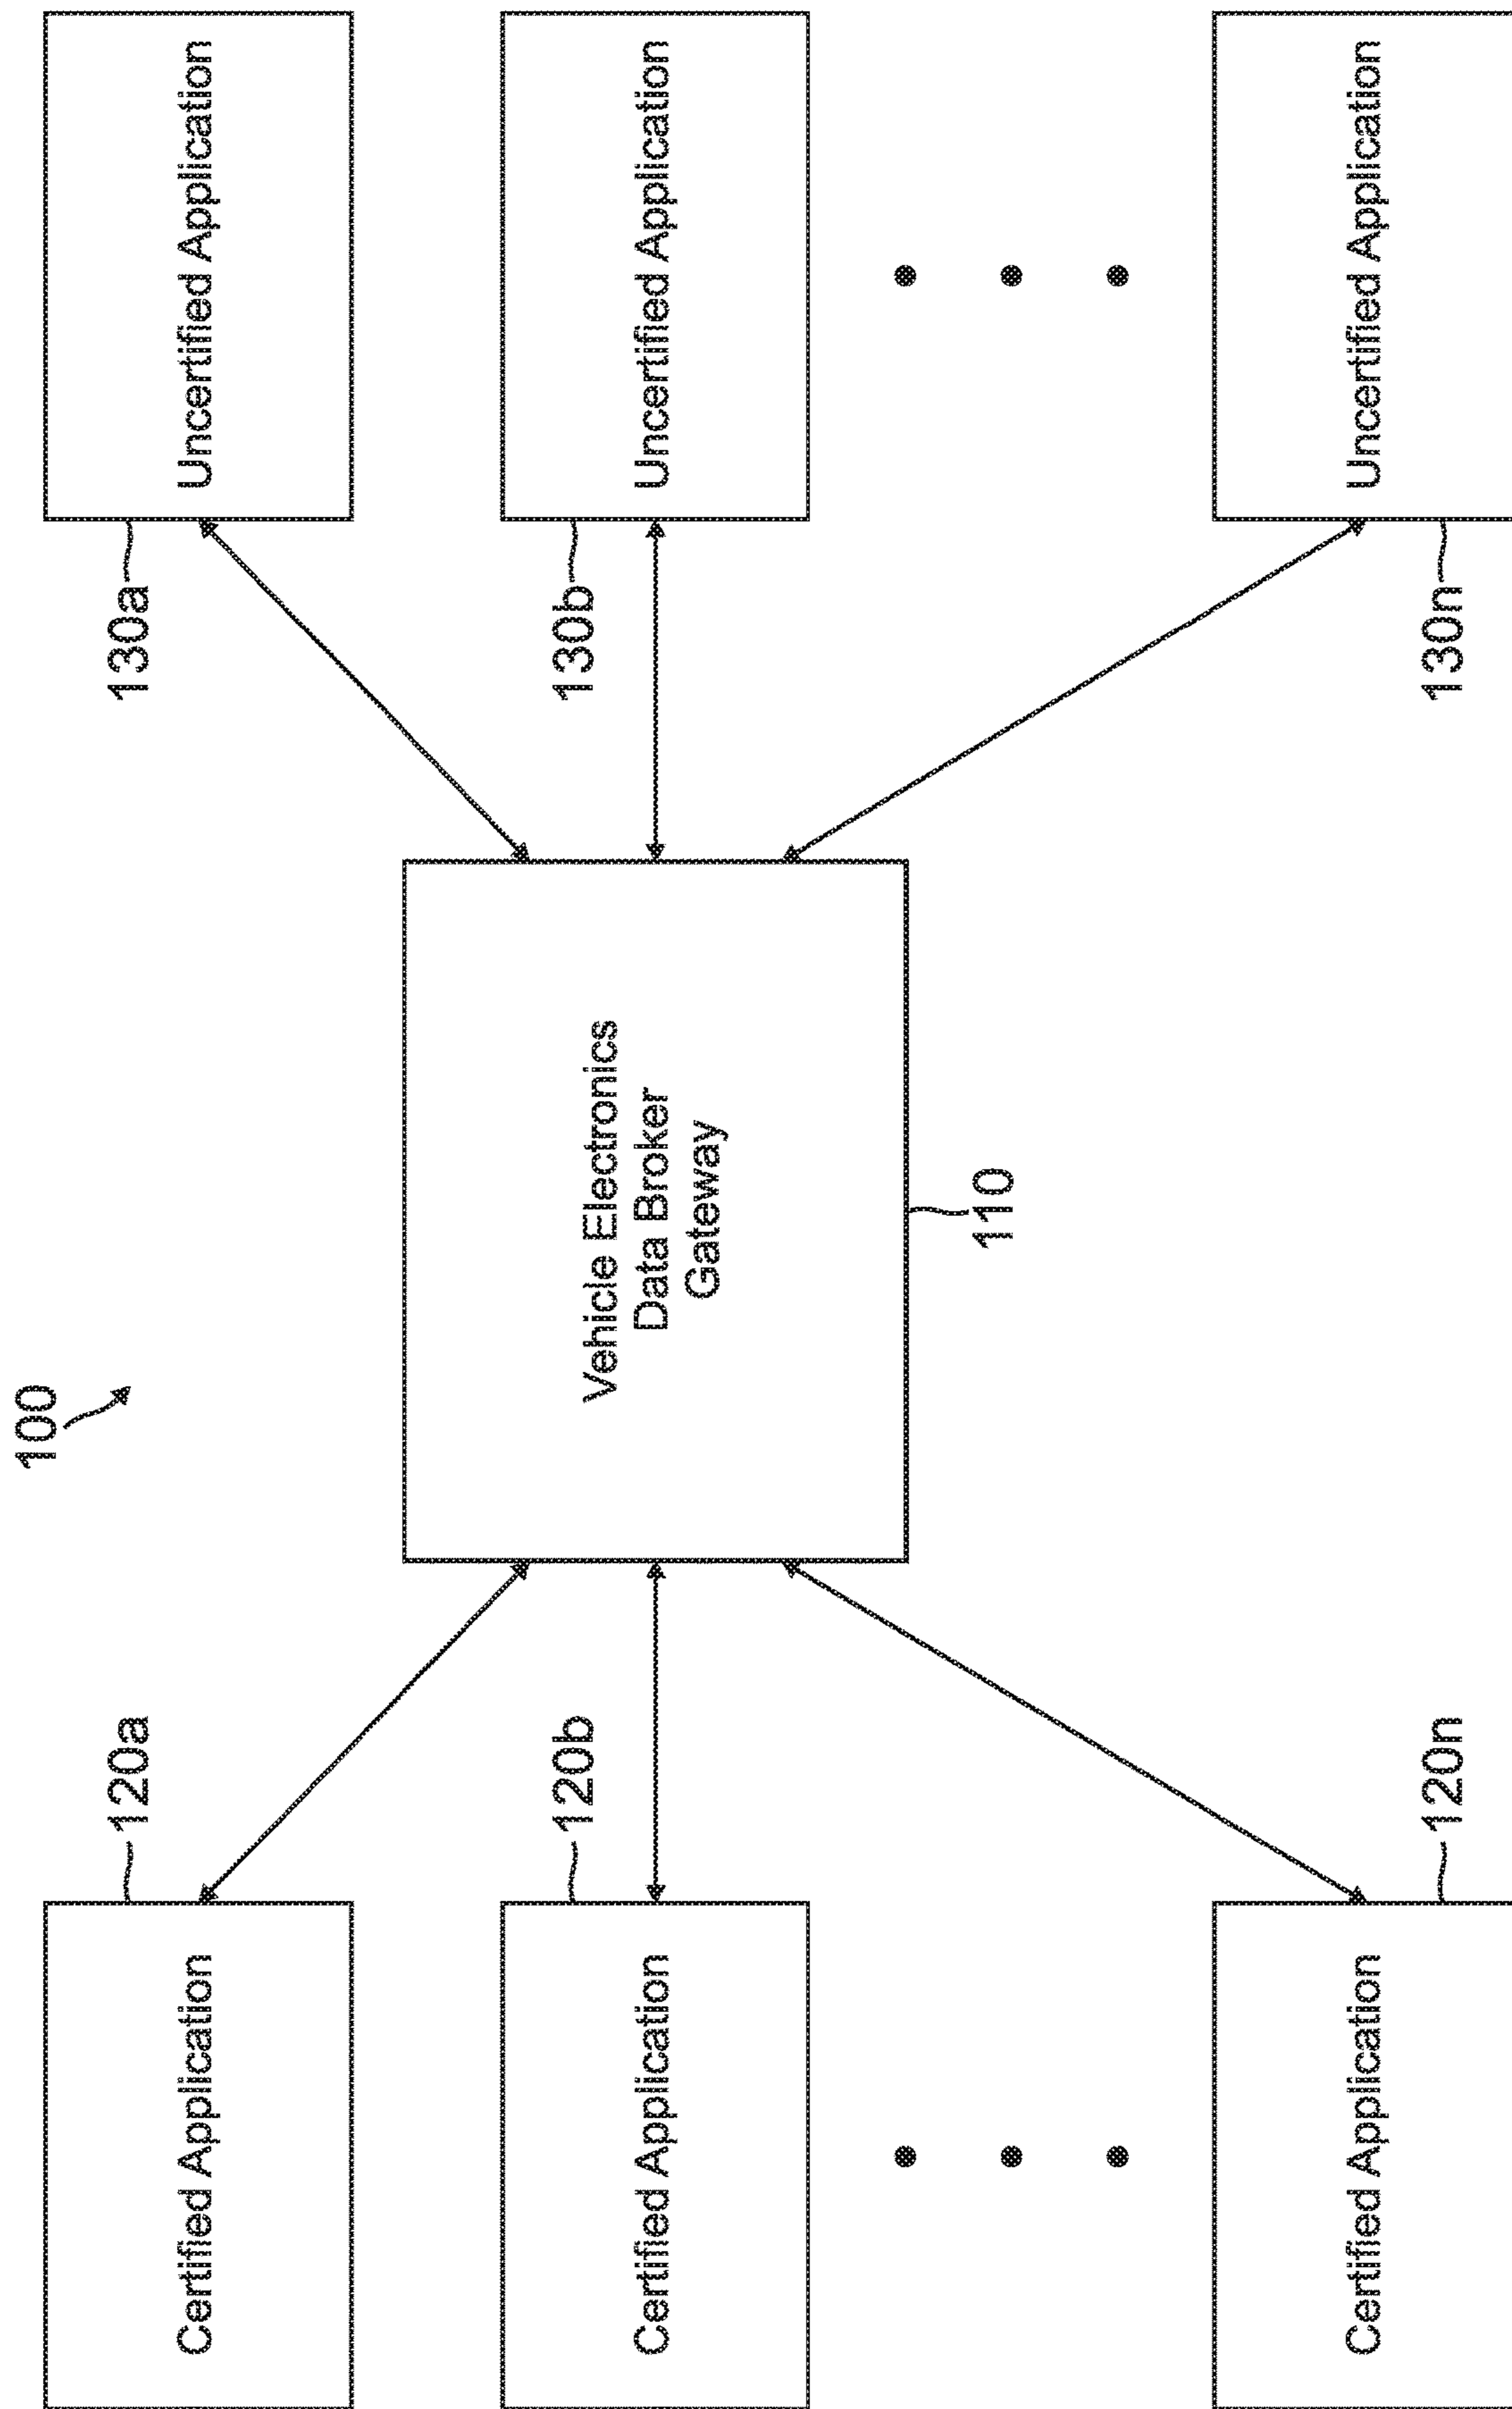 100
Certified Application
120a
Certified Application
120b
Certified Application
120n
Vehicle Electronics
Data Broker
Gateway
110
Uncertified Application
130a
Uncertified Application
130b
Uncertified Application
130n